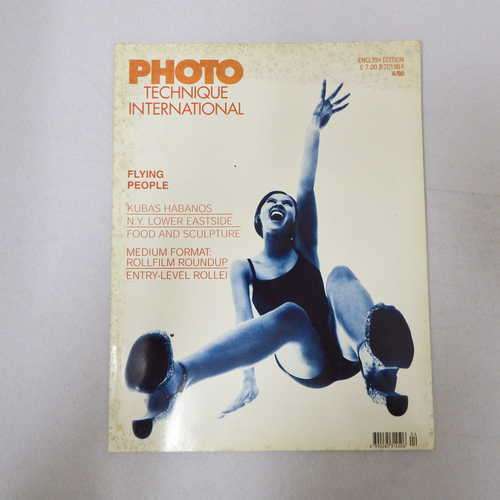 PHOTO
TECHNIQUE
INTERNATIONAL
ENGLISH EDITION
FLYING
PEOPLE
KUBA'S HABANOS
N.Y. LOWER EASTSIDE
FOOD AND SCULPTURE
MEDIUM FORMAT:
ROLLFILM ROUNDUP
ENTRY-LEVEL ROLLEI